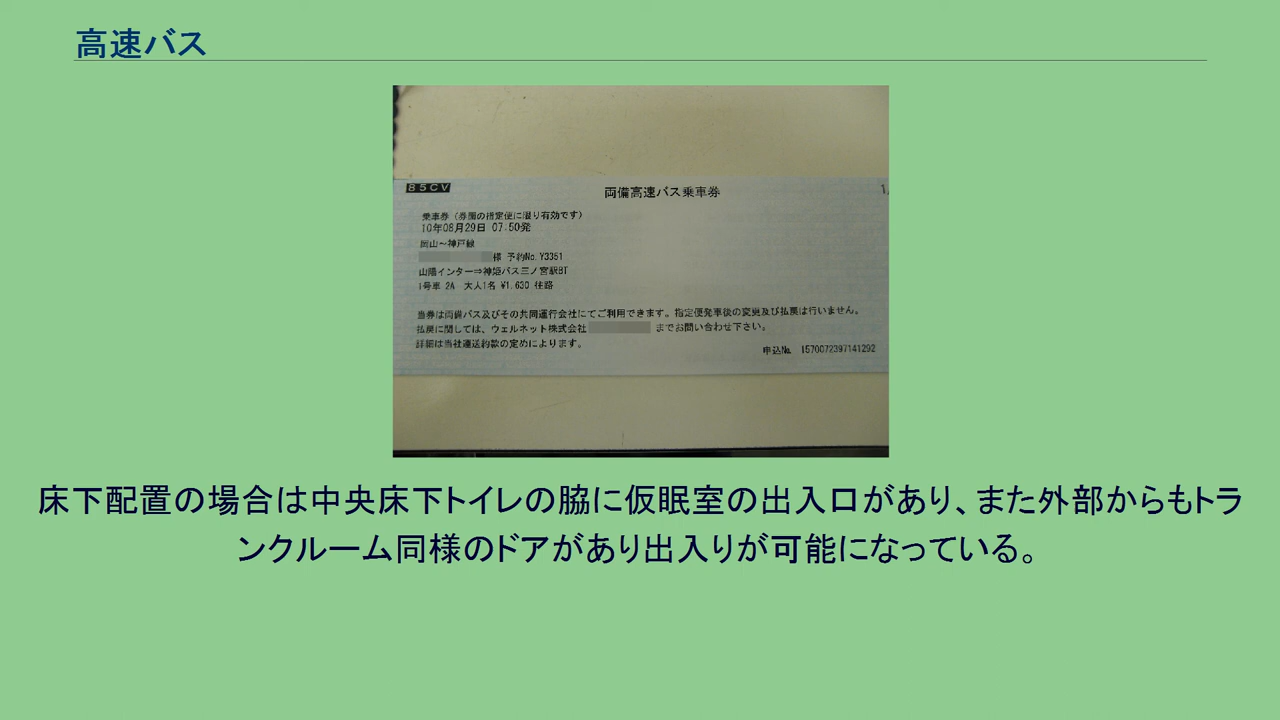 高速バス
85CV
両備高速バス乗車券
1/
乗車券（券面の指定便に限り有効です）
10年08月29日 07:50発
岡山～神戸線
様 予約No.Y3351
山陽インター⇒神姫バス三ノ宮駅BT
1号車 2A 大人1名 ¥1,630 往路
当券は両備バス及びその共同運行会社にてご利用できます。指定便発車後の変更及び払戻は行いません。
払戻に関しては、ウェルネット株式会社 までお問い合わせ下さい。
詳細は当社運送約款の定めによります。
申込No. 1570072397141292
床下配置の場合は中央床下トイレの脇に仮眠室の出入口があり、また外部からもトラ
ンクルーム同様のドアがあり出入りが可能になっている。